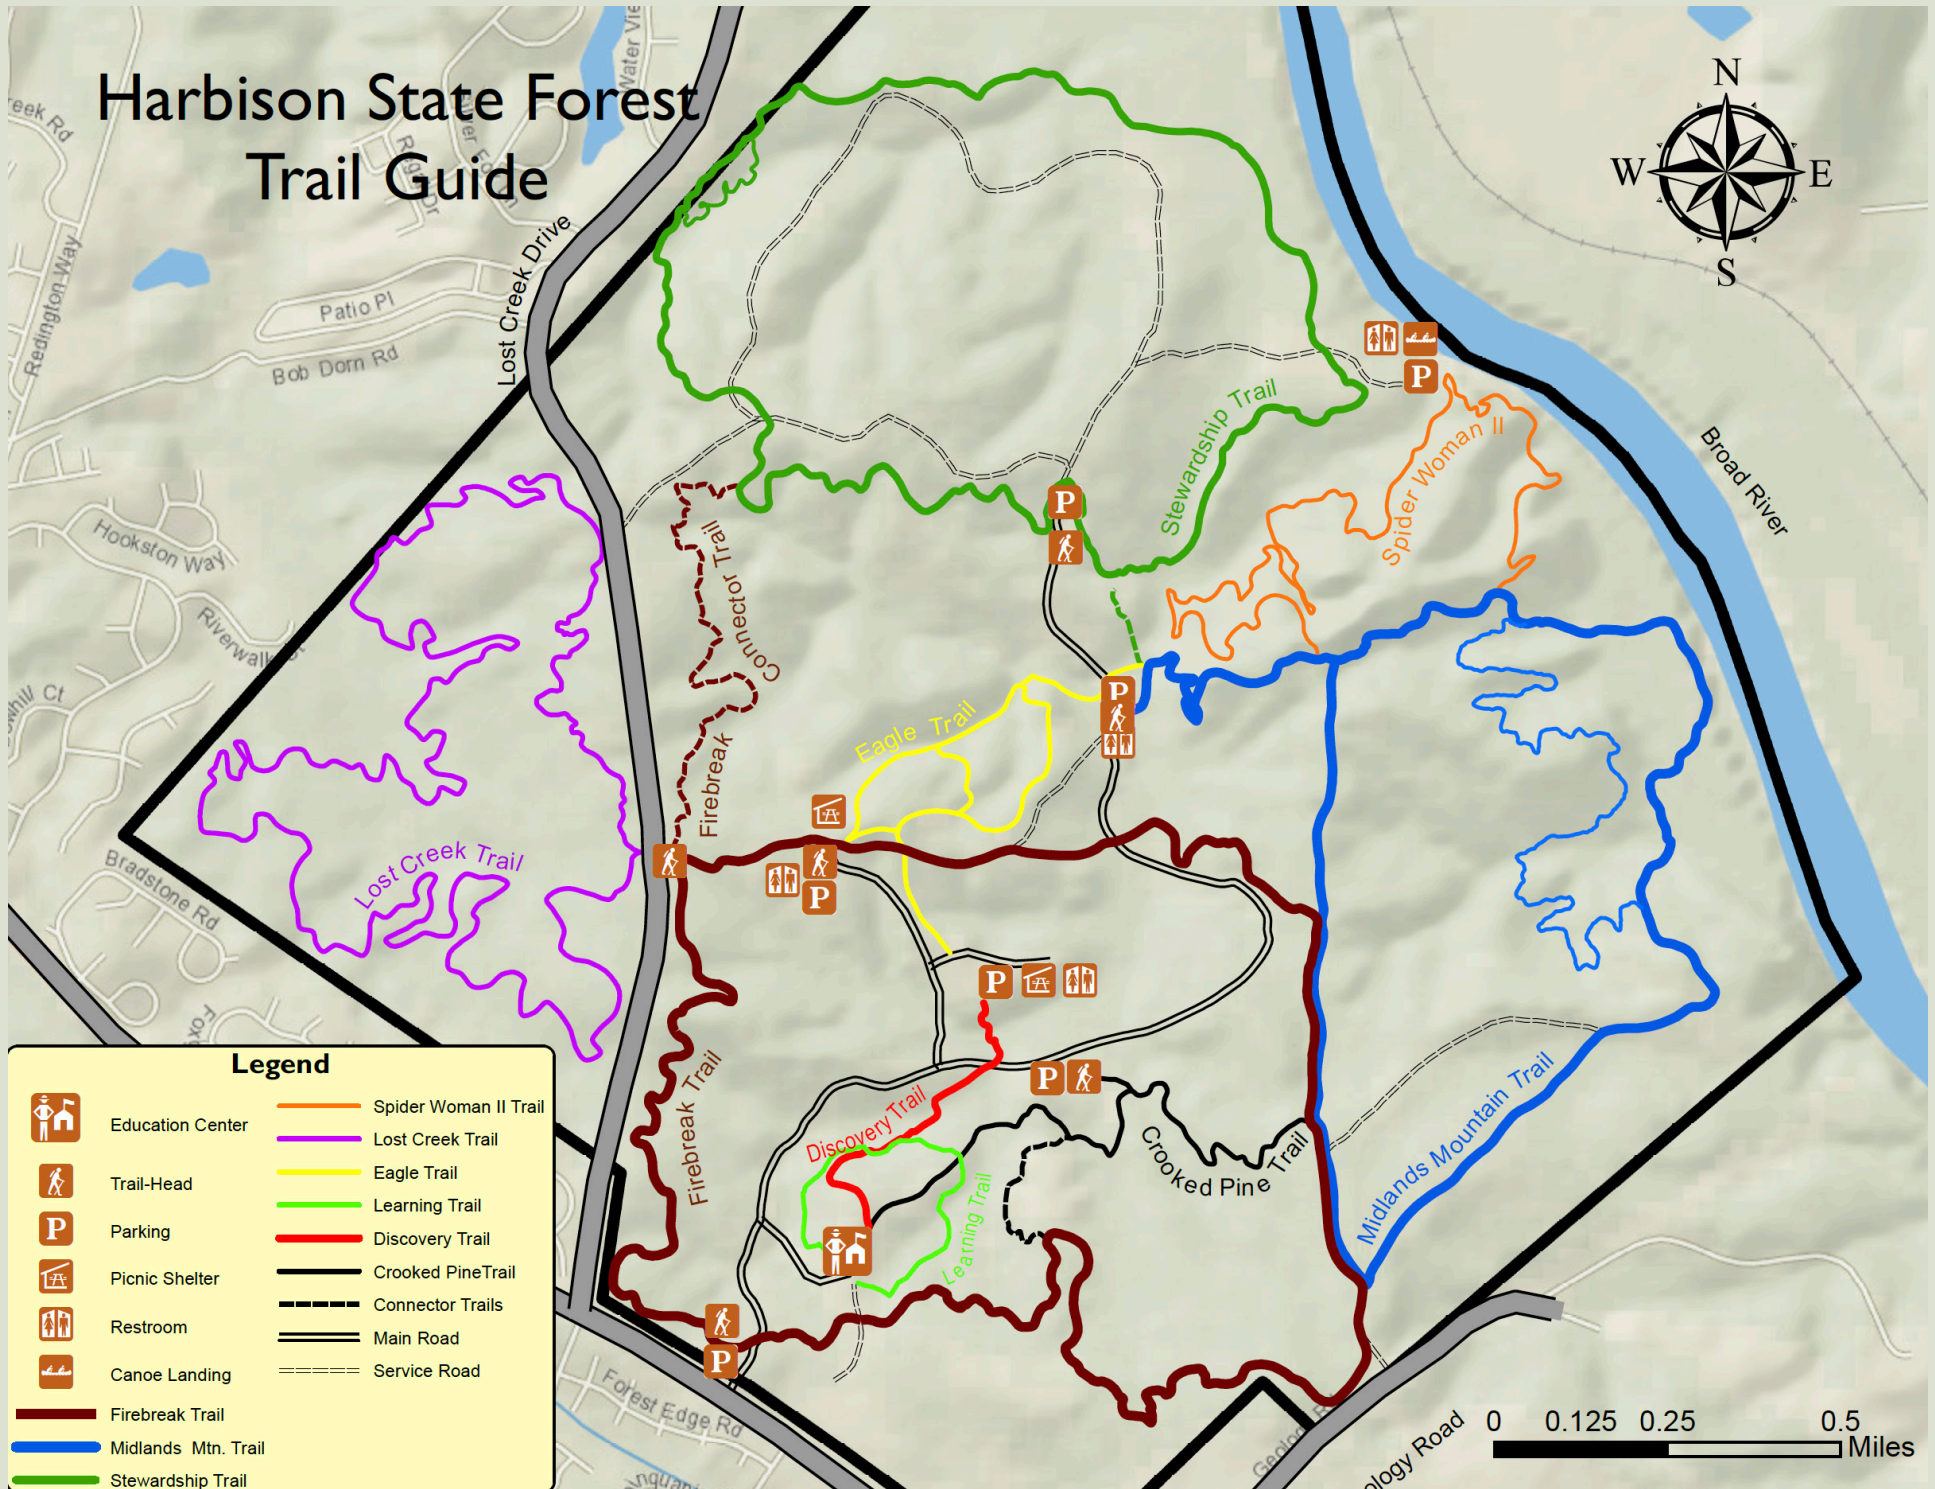 Harbison State Forest
Trail Guide
N
W
E
S
Redington Way
Patio Pl
Bob Dorn Rd
Lost Creek Drive
Hookston Way
Bradstone Rd
Broad River
Stewardship Trail
Spider Woman II
Connector Trail
Firebreak
Eagle Trail
Lost Creek Trail
Firebreak Trail
Discovery Trail
Learning Trail
Crooked Pine Trail
Midlands Mountain Trail
P
P
P
P
P
P
P
Forest Edge Rd
ology Road
0 0.125 0.25 0.5
Miles
Legend
Education Center
Trail-Head
P Parking
Picnic Shelter
Restroom
Canoe Landing
Firebreak Trail
Midlands Mtn. Trail
Stewardship Trail
Spider Woman II Trail
Lost Creek Trail
Eagle Trail
Learning Trail
Discovery Trail
Crooked PineTrail
Connector Trails
Main Road
Service Road